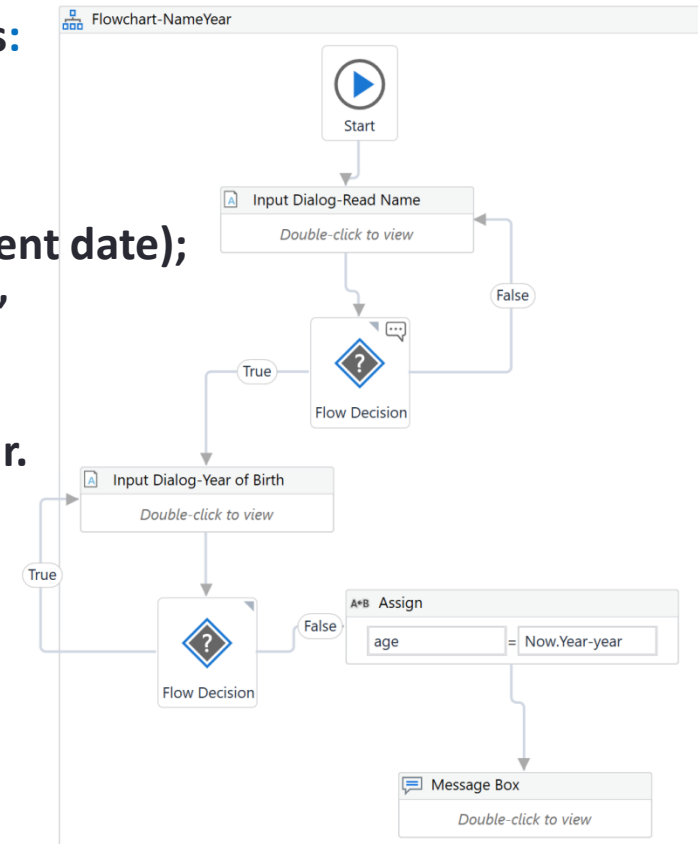 s:
ent date);
,
r.
Flowchart-NameYear
Start
Input Dialog-Read Name
Double-click to view
False
True
Flow Decision
Input Dialog-Year of Birth
Double-click to view
True
False
Flow Decision
A+B Assign
age = Now.Year-year
Message Box
Double-click to view